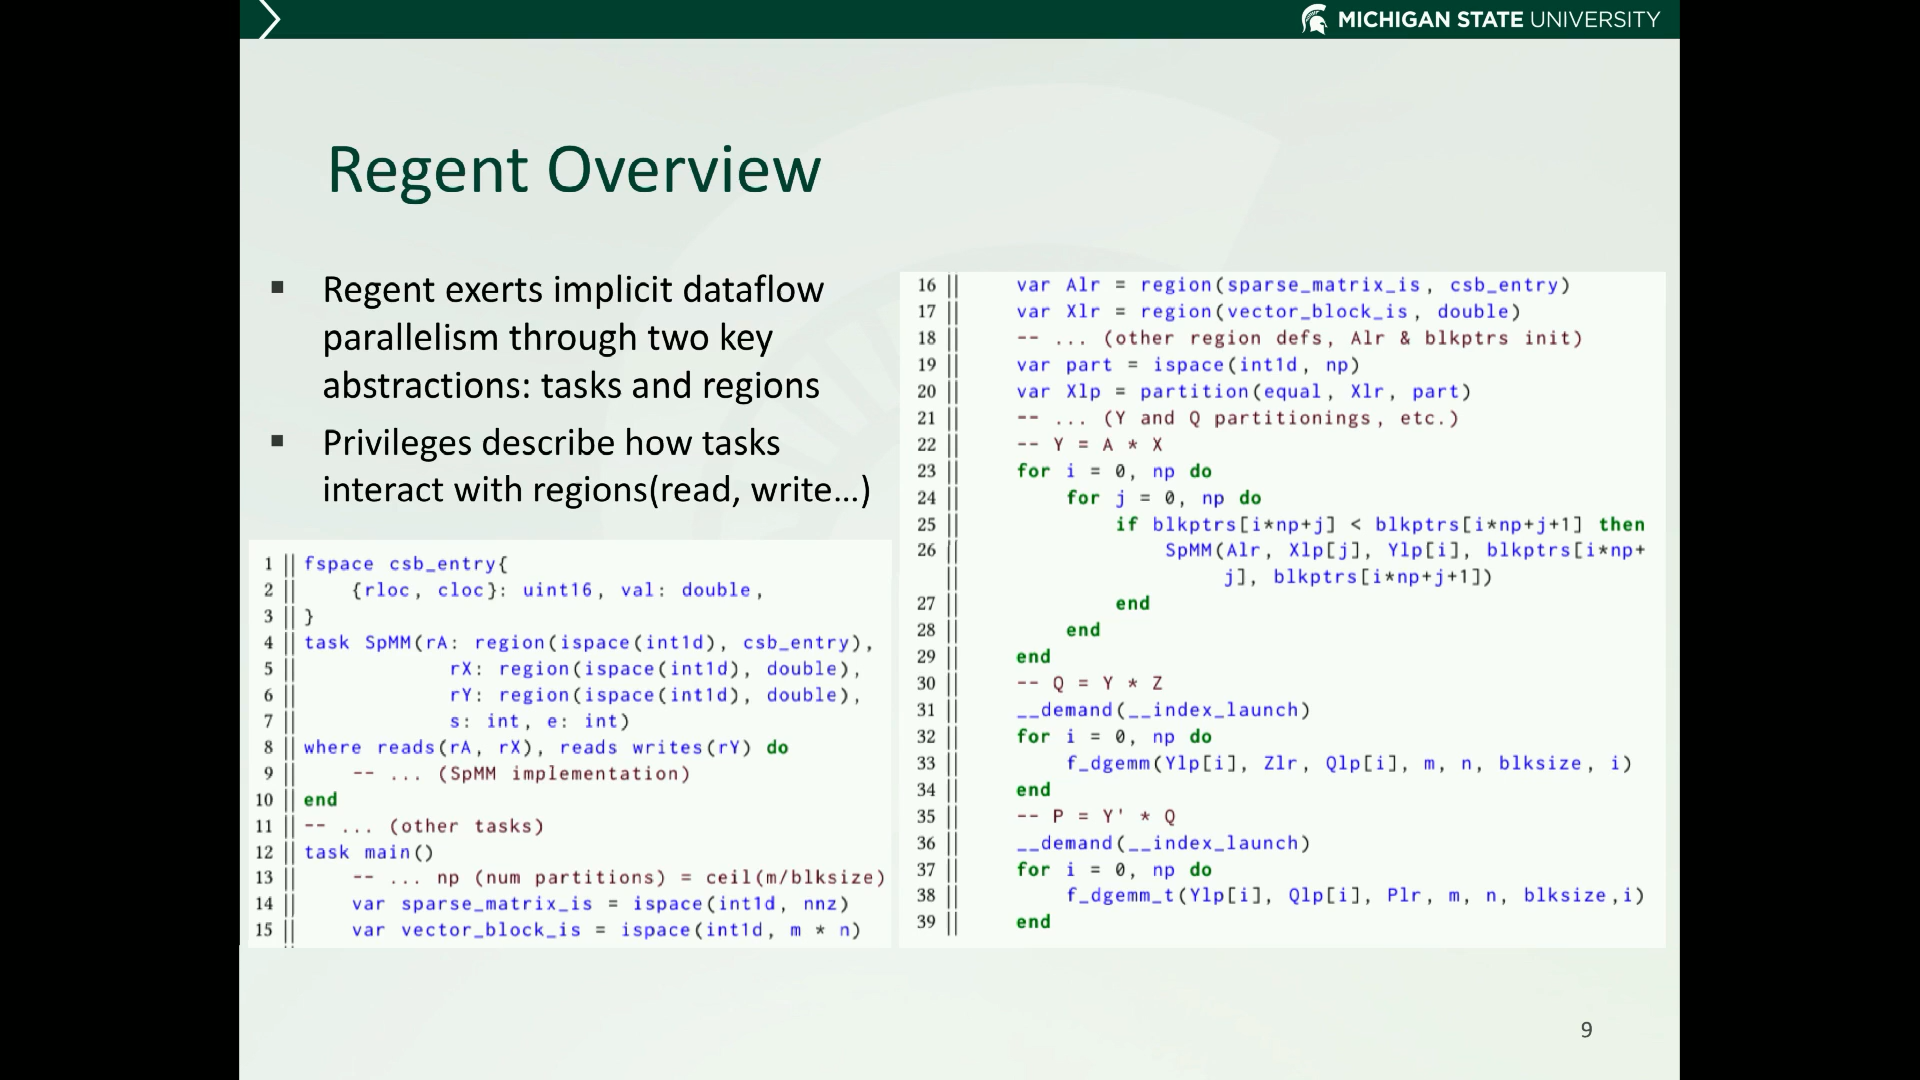 MICHIGAN STATE UNIVERSITY
Regent Overview
▪ Regent exerts implicit dataflow
parallelism through two key
abstractions: tasks and regions
▪ Privileges describe how tasks
interact with regions(read, write...)
1 || fspace csb_entry{
2 ||     {rloc, cloc}: uint16, val: double,
3 || }
4 || task SpMM(rA: region(ispace(int1d), csb_entry),
5 ||             rX: region(ispace(int1d), double),
6 ||             rY: region(ispace(int1d), double),
7 ||             s: int, e: int)
8 || where reads(rA, rX), reads writes(rY) do
9 ||     -- ... (SpMM implementation)
10 || end
11 || -- ... (other tasks)
12 || task main()
13 ||     -- ... np (num partitions) = ceil(m/blksize)
14 ||     var sparse_matrix_is = ispace(int1d, nnz)
15 ||     var vector_block_is = ispace(int1d, m * n)
16 ||     var Alr = region(sparse_matrix_is, csb_entry)
17 ||     var Xlr = region(vector_block_is, double)
18 ||     -- ... (other region defs, Alr & blkptrs init)
19 ||     var part = ispace(int1d, np)
20 ||     var Xlp = partition(equal, Xlr, part)
21 ||     -- ... (Y and Q partitionings, etc.)
22 ||     -- Y = A * X
23 ||     for i = 0, np do
24 ||         for j = 0, np do
25 ||             if blkptrs[i*np+j] < blkptrs[i*np+j+1] then
26 ||                 SpMM(Alr, Xlp[j], Ylp[i], blkptrs[i*np+
||                      j], blkptrs[i*np+j+1])
27 ||             end
28 ||         end
29 ||     end
30 ||     -- Q = Y * Z
31 ||     __demand(__index_launch)
32 ||     for i = 0, np do
33 ||         f_dgemm(Ylp[i], Zlr, Qlp[i], m, n, blksize, i)
34 ||     end
35 ||     -- P = Y' * Q
36 ||     __demand(__index_launch)
37 ||     for i = 0, np do
38 ||         f_dgemm_t(Ylp[i], Qlp[i], Plr, m, n, blksize,i)
39 ||     end
9